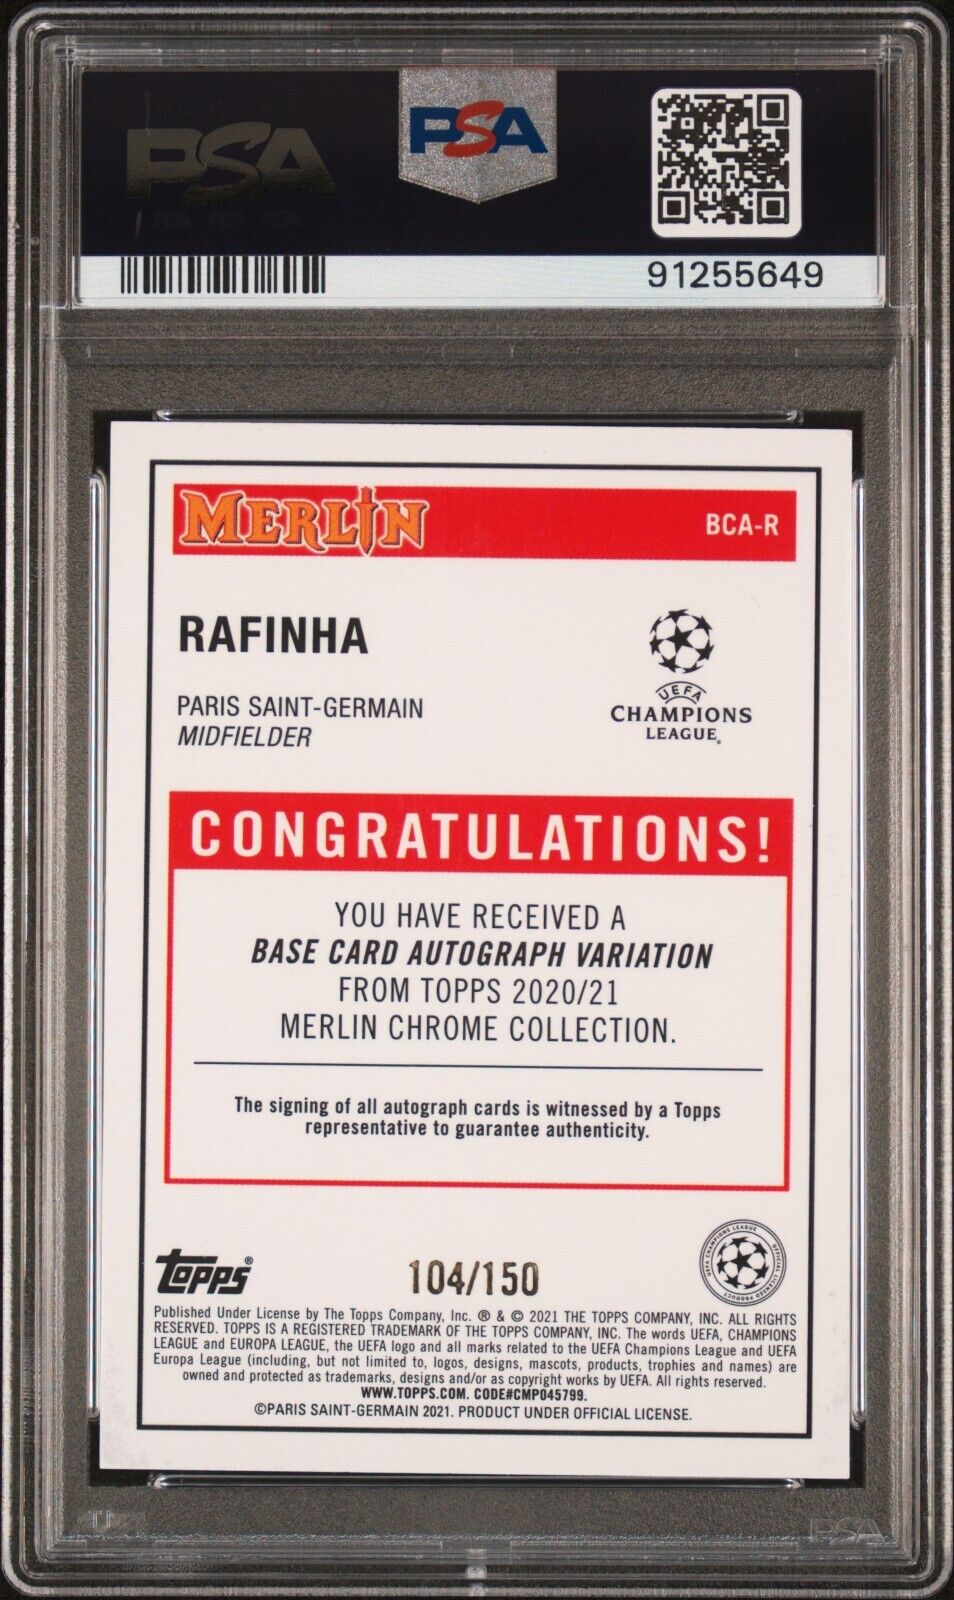 PSA
PSA
91255649
MERLIN
BCA-R
RAFINHA
PARIS SAINT-GERMAIN
MIDFIELDER
UEFA
CHAMPIONS
LEAGUE
CONGRATULATIONS!
YOU HAVE RECEIVED A
BASE CARD AUTOGRAPH VARIATION
FROM TOPPS 2020/21
MERLIN CHROME COLLECTION.
The signing of all autograph cards is witnessed by a Topps
representative to guarantee authenticity.
Topps®
104/150
UEFA CHAMPIONS LEAGUE OFFICIAL LICENSED PRODUCT
Published Under License by The Topps Company, Inc. ® & © 2021 THE TOPPS COMPANY, INC. ALL RIGHTS
RESERVED. TOPPS IS A REGISTERED TRADEMARK OF THE TOPPS COMPANY, INC. The words UEFA, CHAMPIONS
LEAGUE and EUROPA LEAGUE, the UEFA logo and all marks related to the UEFA Champions League and UEFA
Europa League (including, but not limited to, logos, designs, mascots, products, trophies and names) are
owned and protected as trademarks, designs and/or as copyright works by UEFA. All rights reserved.
WWW.TOPPS.COM. CODE#CMP045799.
©PARIS SAINT-GERMAIN 2021. PRODUCT UNDER OFFICIAL LICENSE.
PSA